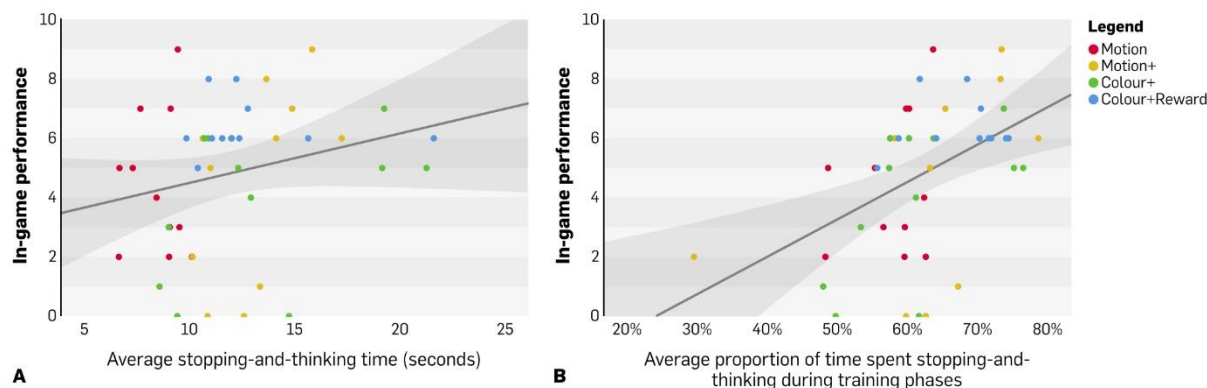 10
8
6
4
2
0
In-game performance
5
10
15
20
25
Average stopping-and-thinking time (seconds)
A
10
8
6
4
2
0
In-game performance
20%
30%
40%
50%
60%
70%
80%
Average proportion of time spent stopping-and-
thinking during training phases
B
Legend
Motion
Motion+
Colour+
Colour+Reward